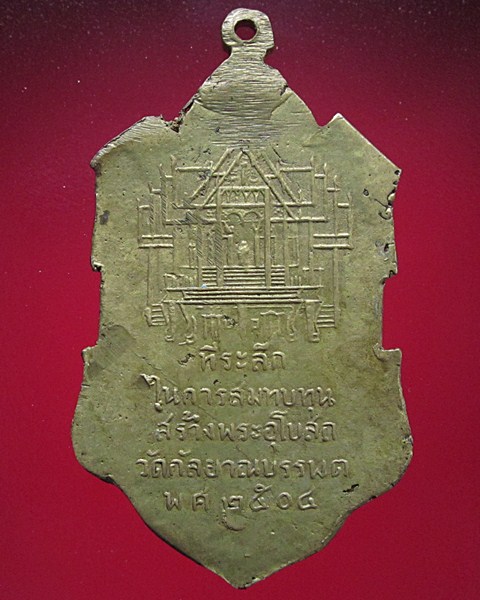 ที่ระลึก
ในการสมทบทุน
สร้างพระอุโบสถ
วัดกัลยาณบรรพต
พ ศ ๒๕๐๔